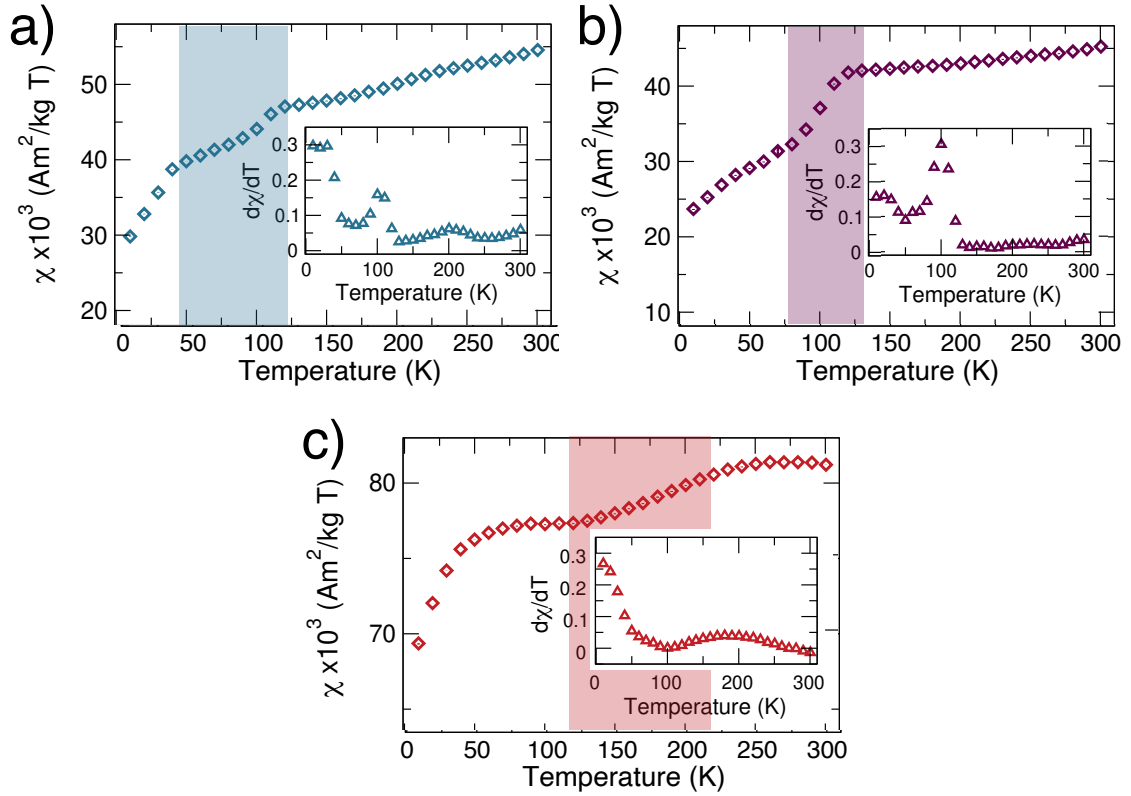 a)
χ x10³ (Am²/kg T)
50
40
30
20
0 50 100 150 200 250 300
Temperature (K)
dχ/dT
0.3
0.2
0.1
0
0 100 200 300
Temperature (K)
b)
χ x10³ (Am²/kg T)
40
30
20
10
0 50 100 150 200 250 300
Temperature (K)
dχ/dT
0.3
0.2
0.1
0
0 100 200 300
Temperature (K)
c)
χ x10³ (Am²/kg T)
80
70
0 50 100 150 200 250 300
Temperature (K)
dχ/dT
0.3
0.2
0.1
0
0 100 200 300
Temperature (K)